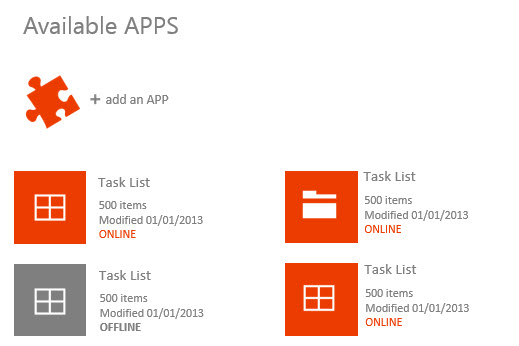 Available APPS
+ add an APP
Task List
500 items
Modified 01/01/2013
ONLINE
Task List
500 items
Modified 01/01/2013
ONLINE
Task List
500 items
Modified 01/01/2013
OFFLINE
Task List
500 items
Modified 01/01/2013
ONLINE